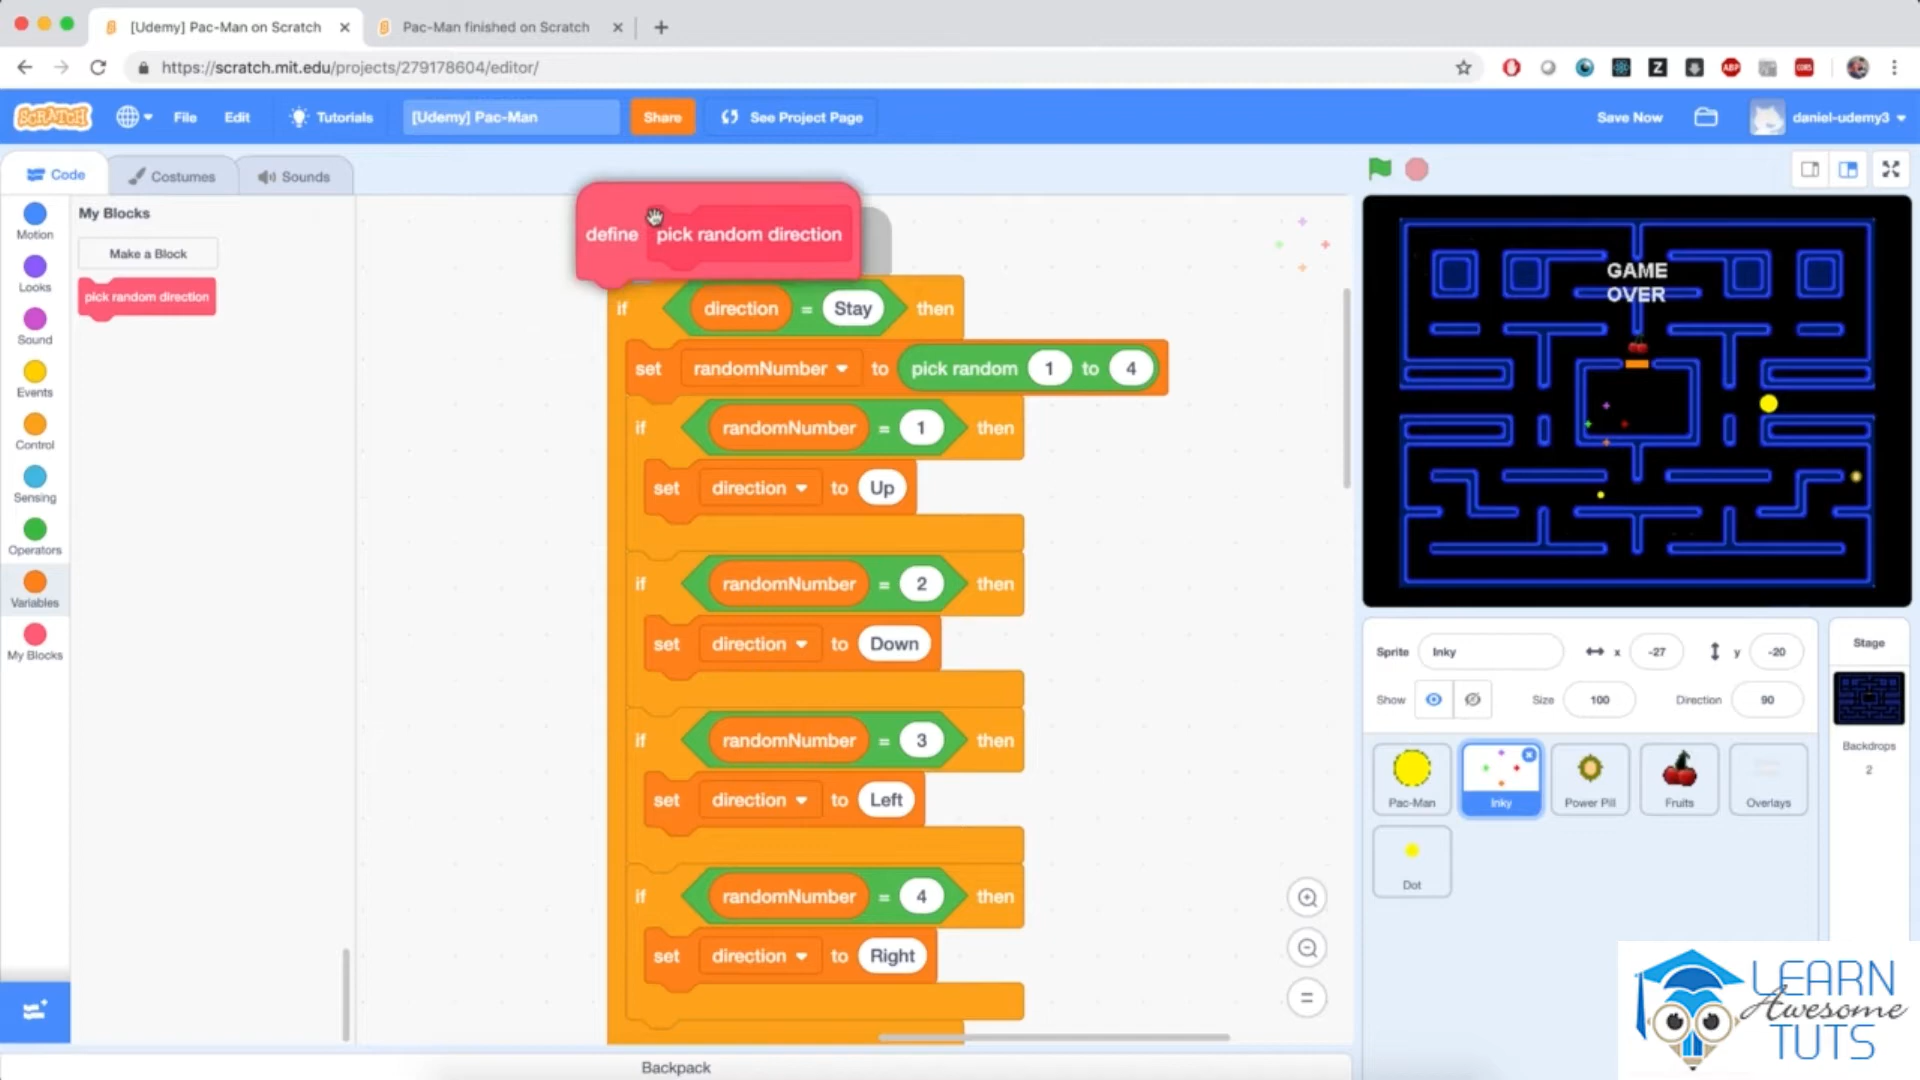 [Udemy] Pac-Man on Scratch
Pac-Man finished on Scratch
https://scratch.mit.edu/projects/279178604/editor/
ABP
CORS
Z
SCRATCH
File
Edit
Tutorials
[Udemy] Pac-Man
Share
See Project Page
Save Now
daniel-udemy3
Code
Costumes
Sounds
Motion
Looks
Sound
Events
Control
Sensing
Operators
Variables
My Blocks
My Blocks
Make a Block
pick random direction
define pick random direction
if direction = Stay then
set randomNumber to pick random 1 to 4
if randomNumber = 1 then
set direction to Up
if randomNumber = 2 then
set direction to Down
if randomNumber = 3 then
set direction to Left
if randomNumber = 4 then
set direction to Right
Backpack
GAME
OVER
Sprite Inky x -27 y -20
Show Size 100 Direction 90
Pac-Man
Inky
Power Pill
Fruits
Overlays
Dot
Stage
Backdrops
2
LEARN
Awesome
TUTS